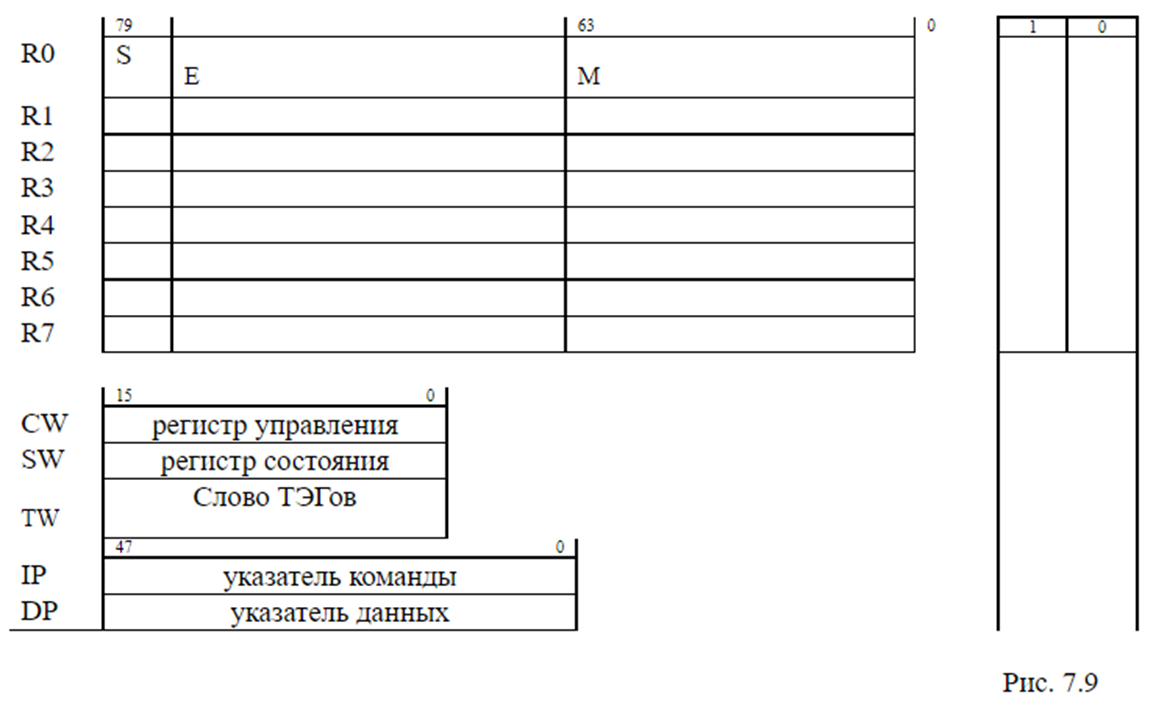 79 63 0 1 0
R0 S
E M
R1
R2
R3
R4
R5
R6
R7
15 0
CW регистр управления
SW регистр состояния
Слово ТЭГов
TW
47 0
IP указатель команды
DP указатель данных
Рис. 7.9